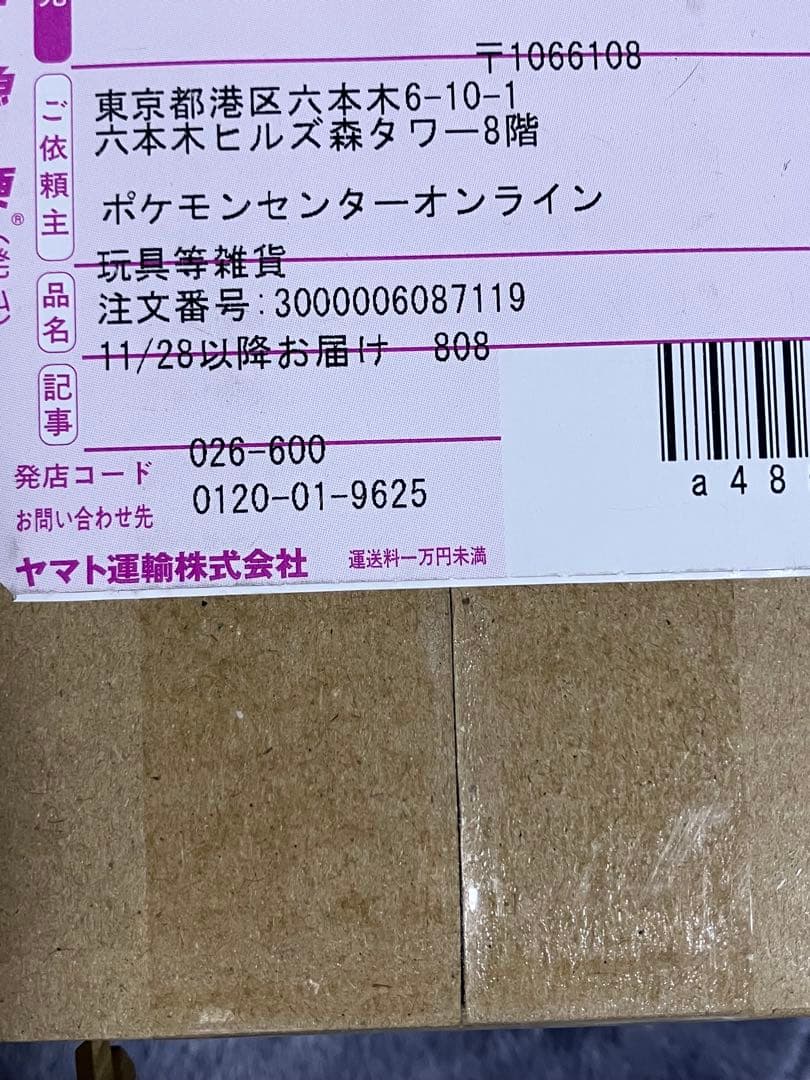 〒1066108
ご依頼主
東京都港区六本木6-10-1
六本木ヒルズ森タワー8階
ポケモンセンターオンライン
®
品名
玩具等雑貨
注文番号:3000006087119
記事
11/28以降お届け 808
発店コード 026-600
お問い合わせ先 0120-01-9625
a48
ヤマト運輸株式会社 運送料一万円未満